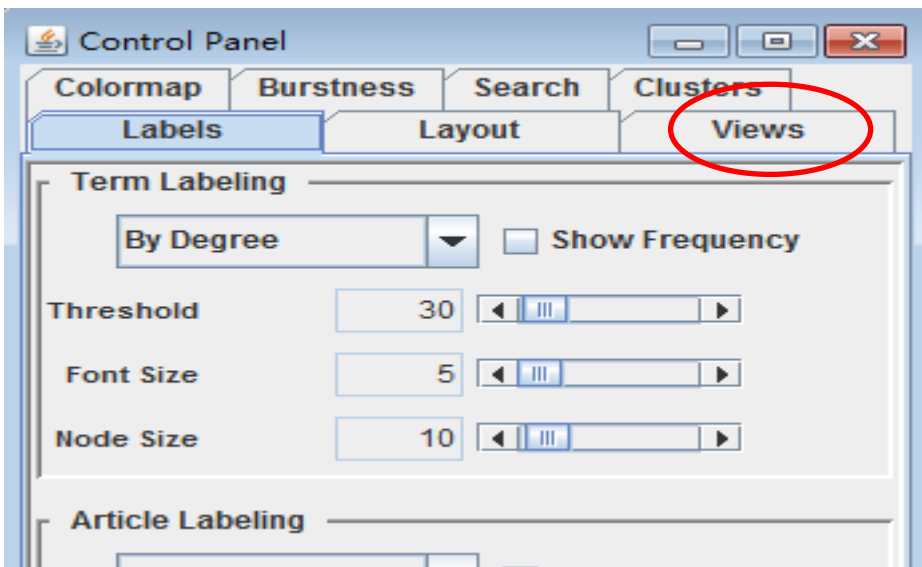 Control Panel
Colormap Burstness Search Clusters
Labels Layout Views
Term Labeling
By Degree Show Frequency
Threshold 30
Font Size 5
Node Size 10
Article Labeling